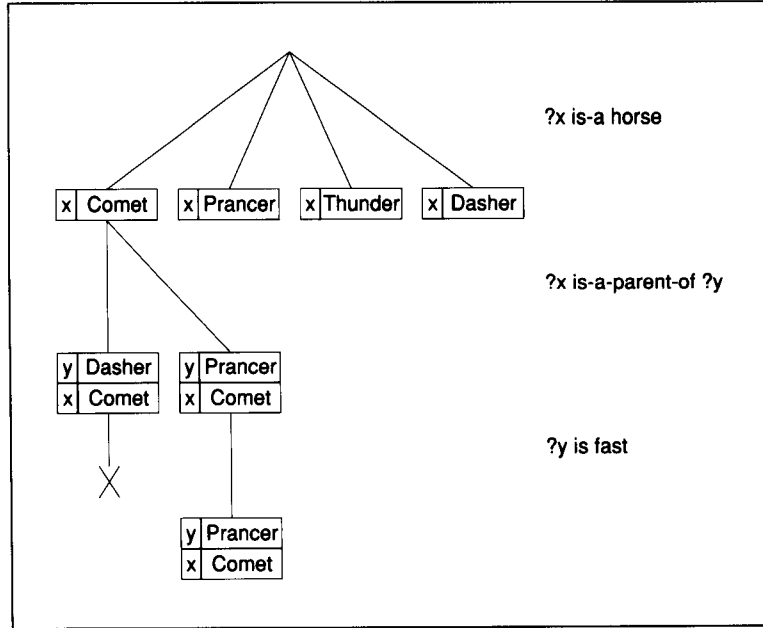 ?x is-a horse
x Comet x Prancer x Thunder x Dasher
?x is-a-parent-of ?y
y Dasher y Prancer
x Comet x Comet
?y is fast
y Prancer
x Comet